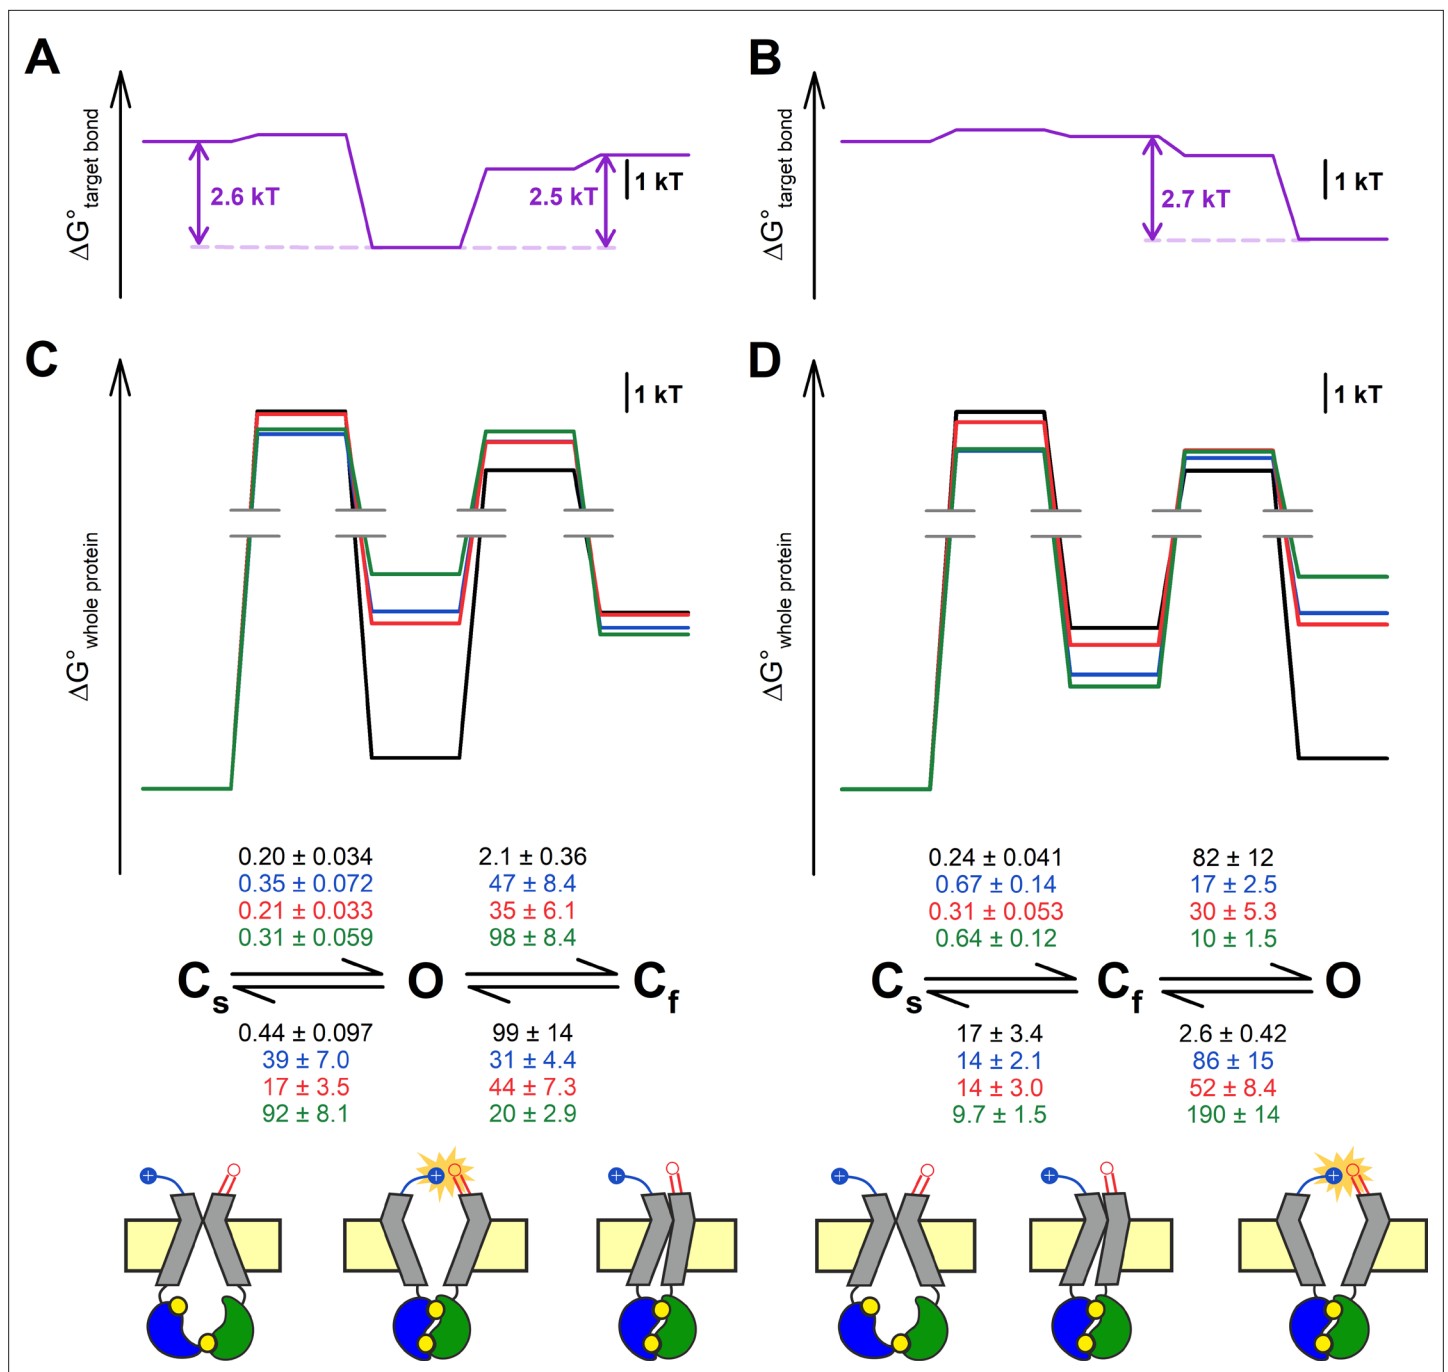 A
B
ΔG°target bond
2.6 kT
2.5 kT
1 kT
ΔG°target bond
2.7 kT
1 kT
C
D
ΔG°whole protein
1 kT
ΔG°whole protein
1 kT
0.20 ± 0.034
0.35 ± 0.072
0.21 ± 0.033
0.31 ± 0.059
2.1 ± 0.36
47 ± 8.4
35 ± 6.1
98 ± 8.4
Cs O Cf
0.44 ± 0.097
39 ± 7.0
17 ± 3.5
92 ± 8.1
99 ± 14
31 ± 4.4
44 ± 7.3
20 ± 2.9
0.24 ± 0.041
0.67 ± 0.14
0.31 ± 0.053
0.64 ± 0.12
82 ± 12
17 ± 2.5
30 ± 5.3
10 ± 1.5
Cs Cf O
17 ± 3.4
14 ± 2.1
14 ± 3.0
9.7 ± 1.5
2.6 ± 0.42
86 ± 15
52 ± 8.4
190 ± 14
+
+
+
+
+